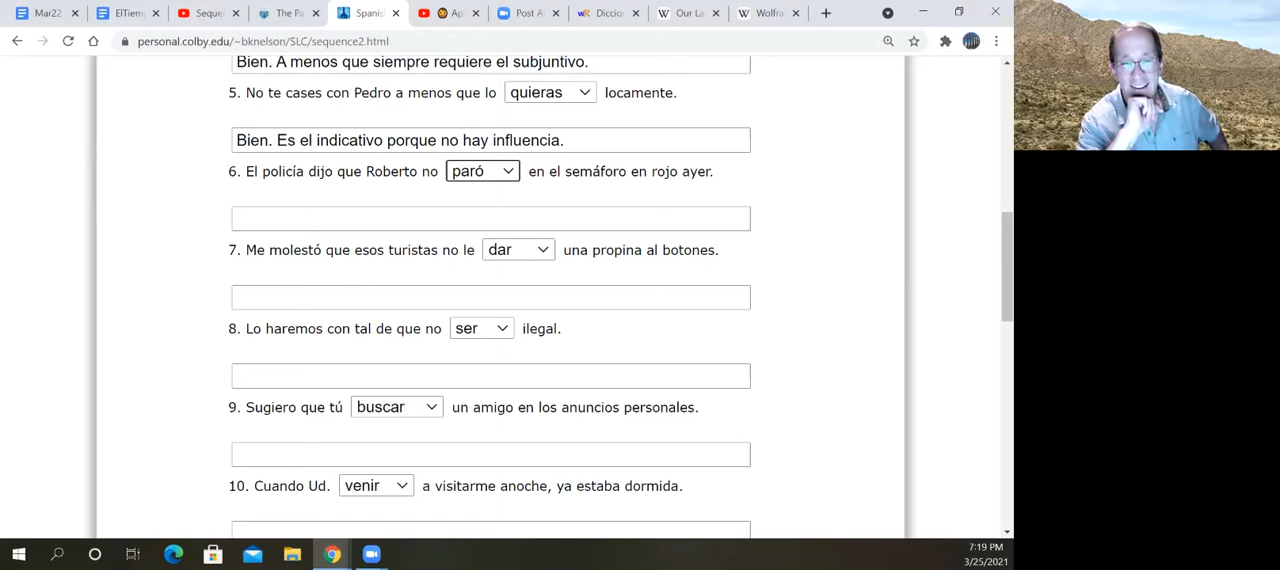 Mar22
ElTiem
Seque
The Pa
Spanis
Ap
Post A
Diccio
Our La
Wolfra
personal.colby.edu/~bknelson/SLC/sequence2.html
Bien. A menos que siempre requiere el subjuntivo.
5. No te cases con Pedro a menos que lo quieras locamente.
Bien. Es el indicativo porque no hay influencia.
6. El policía dijo que Roberto no paró en el semáforo en rojo ayer.
7. Me molestó que esos turistas no le dar una propina al botones.
8. Lo haremos con tal de que no ser ilegal.
9. Sugiero que tú buscar un amigo en los anuncios personales.
10. Cuando Ud. venir a visitarme anoche, ya estaba dormida.
7:19 PM
3/25/2021